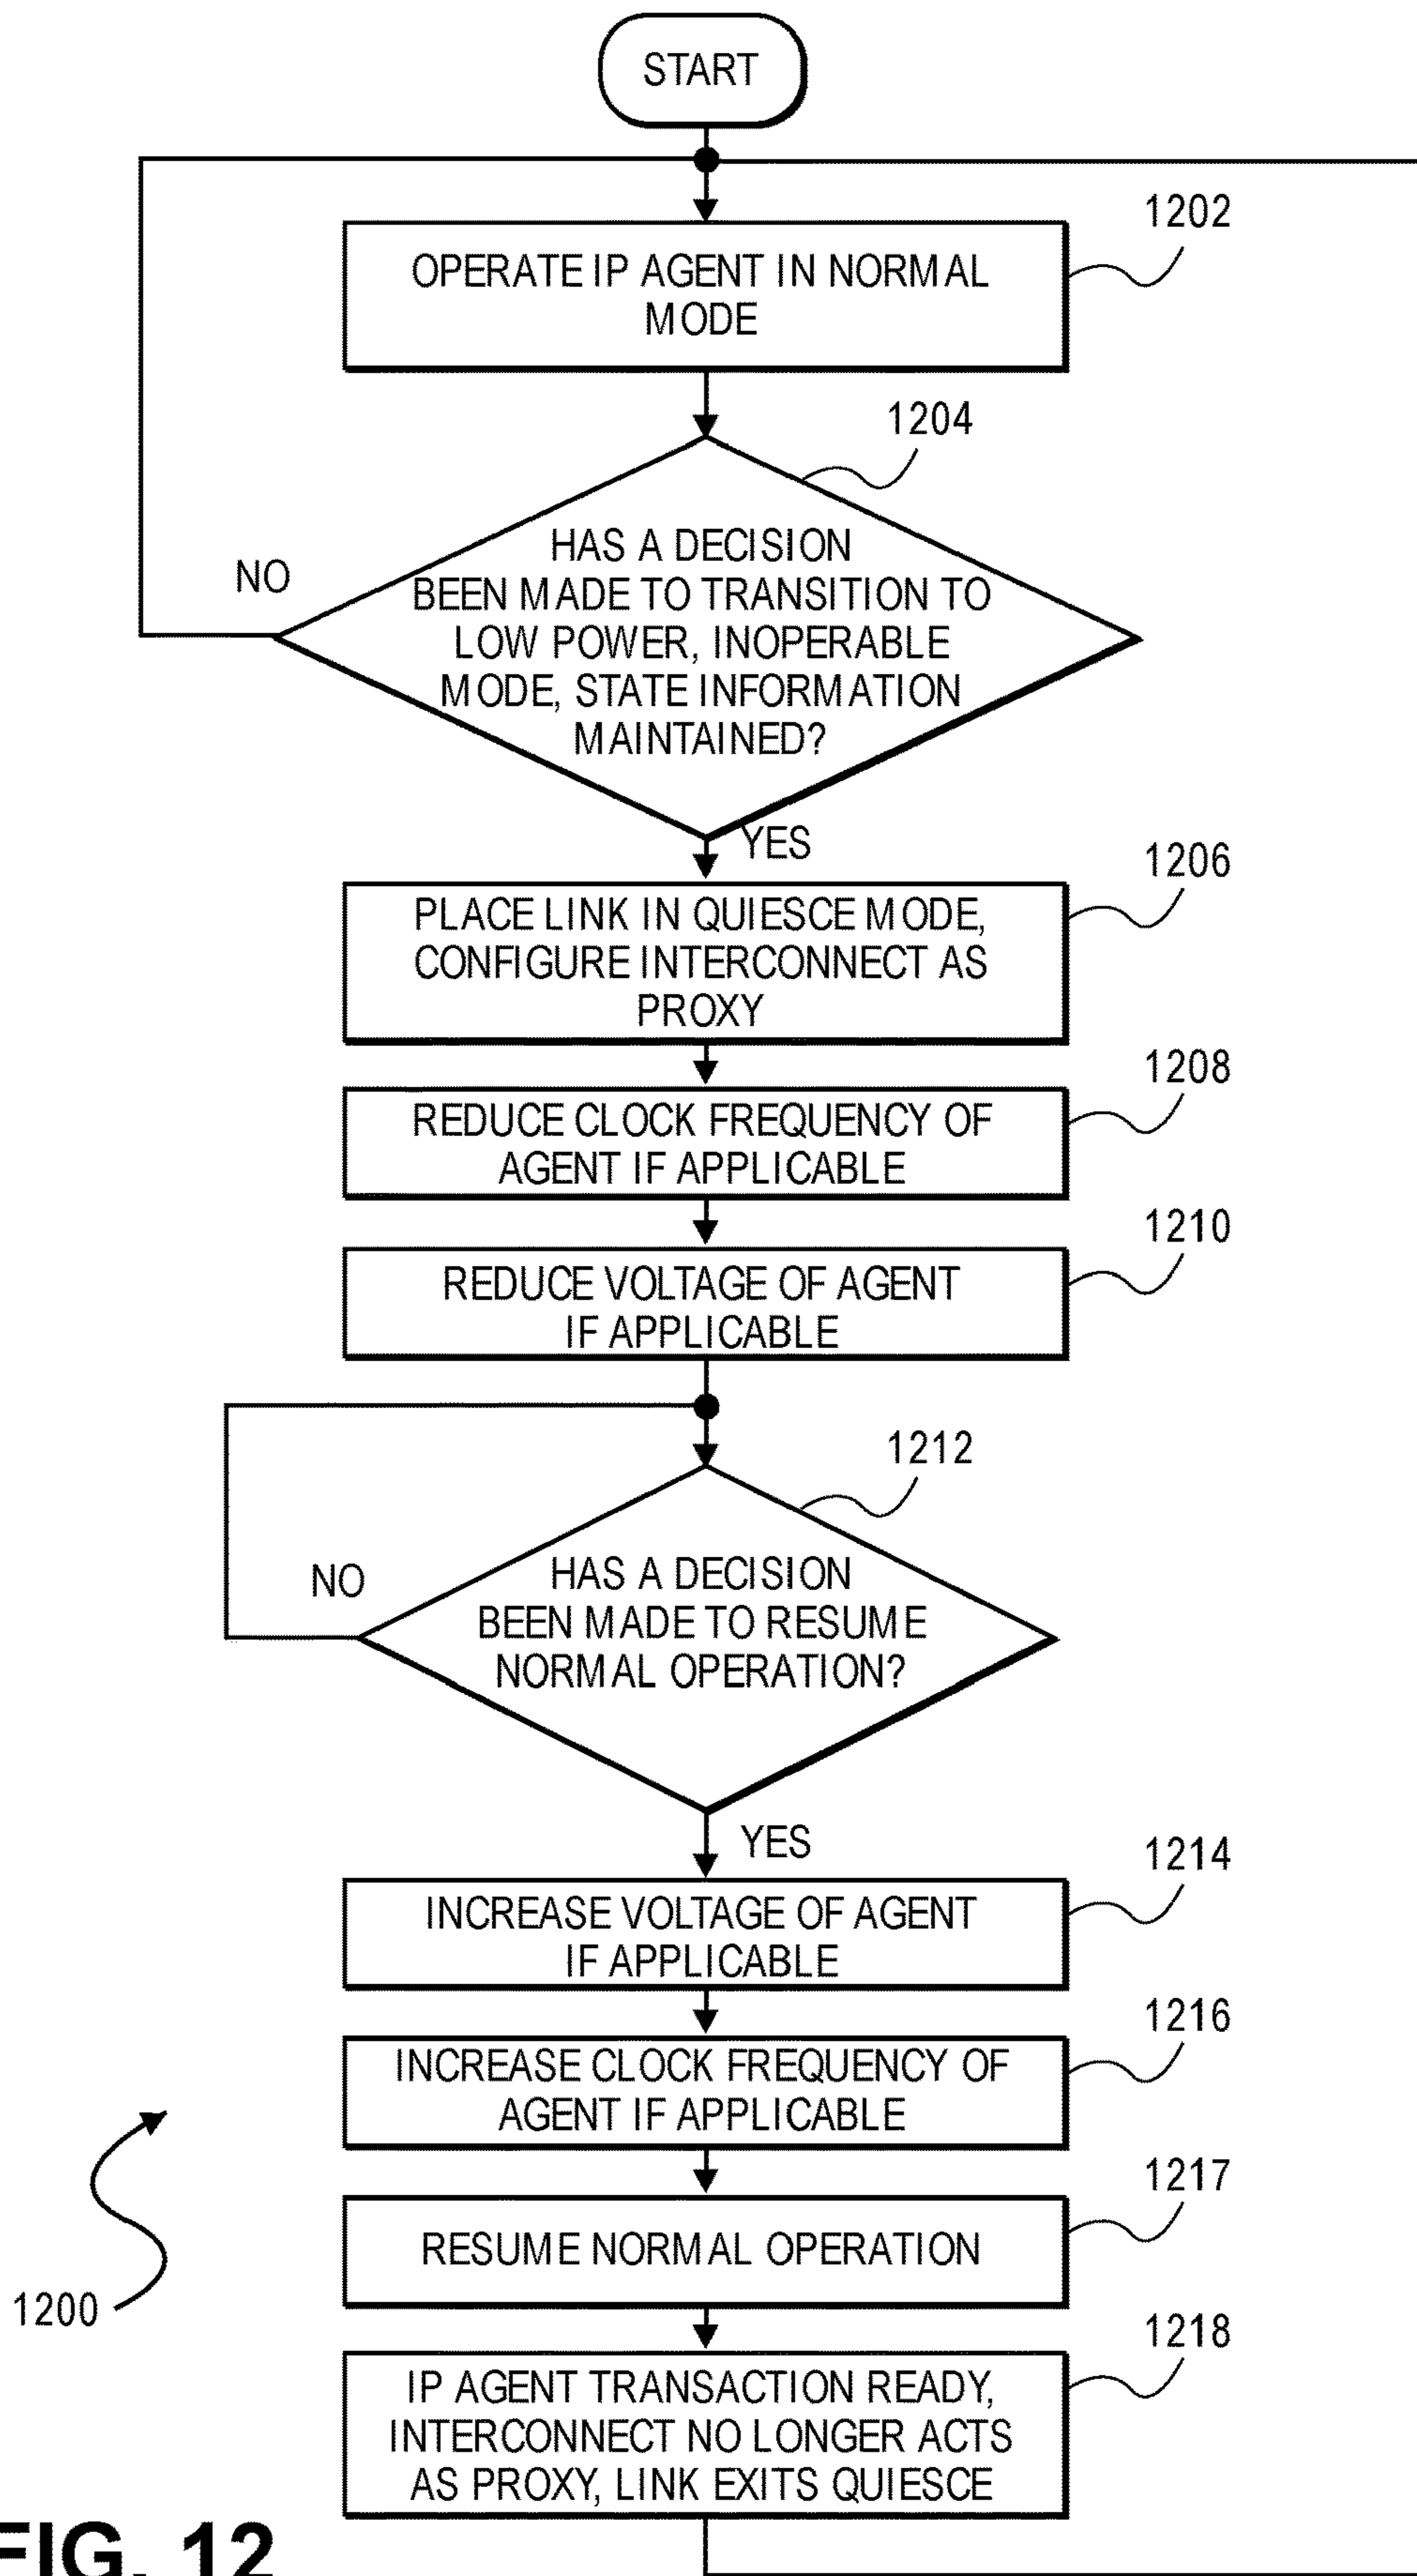 START
1202
OPERATE IP AGENT IN NORMAL
MODE
1204
HAS A DECISION
BEEN MADE TO TRANSITION TO
LOW POWER, INOPERABLE
MODE, STATE INFORMATION
MAINTAINED?
NO
YES
1206
PLACE LINK IN QUIESCE MODE,
CONFIGURE INTERCONNECT AS
PROXY
1208
REDUCE CLOCK FREQUENCY OF
AGENT IF APPLICABLE
1210
REDUCE VOLTAGE OF AGENT
IF APPLICABLE
1212
HAS A DECISION
BEEN MADE TO RESUME
NORMAL OPERATION?
NO
YES
1214
INCREASE VOLTAGE OF AGENT
IF APPLICABLE
1216
INCREASE CLOCK FREQUENCY OF
AGENT IF APPLICABLE
1217
RESUME NORMAL OPERATION
1200
1218
IP AGENT TRANSACTION READY,
INTERCONNECT NO LONGER ACTS
AS PROXY, LINK EXITS QUIESCE
FIG. 12